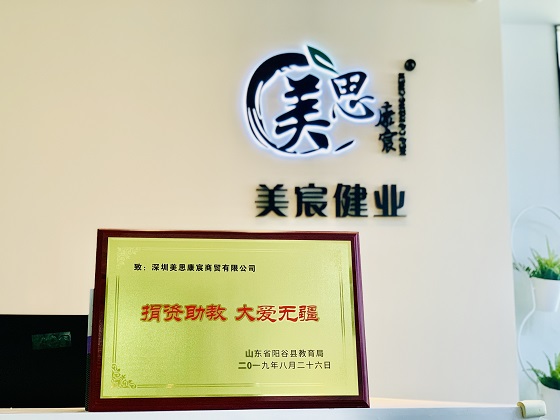 美思康宸
美宸健业
致：深圳美思康宸商贸有限公司
捐资助教 大爱无疆
山东省阳谷县教育局
二0一九年八月二十六日